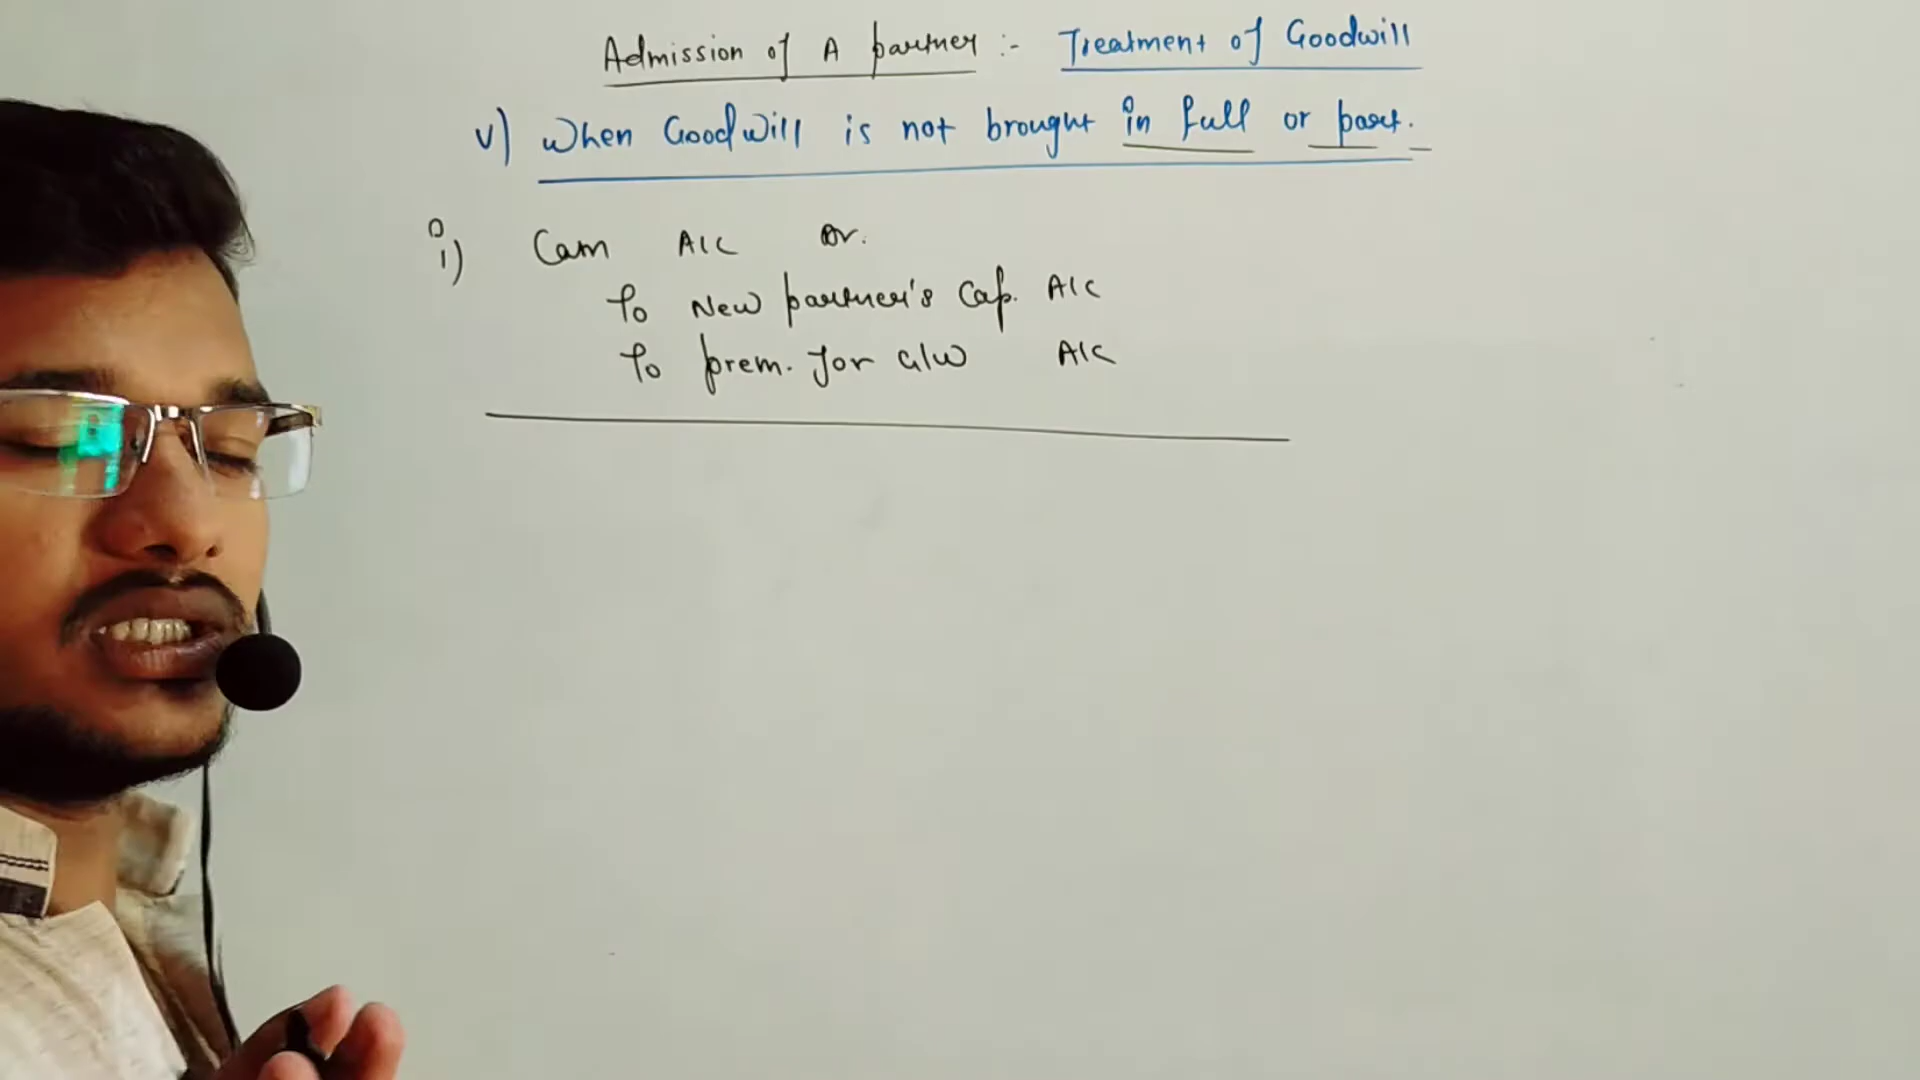 Admission of A partner :- Treatment of Goodwill
v) When Goodwill is not brought in full or part.
i) Cash A/C Dr.
To New partner's Cap. A/C
To prem. for G/W A/C